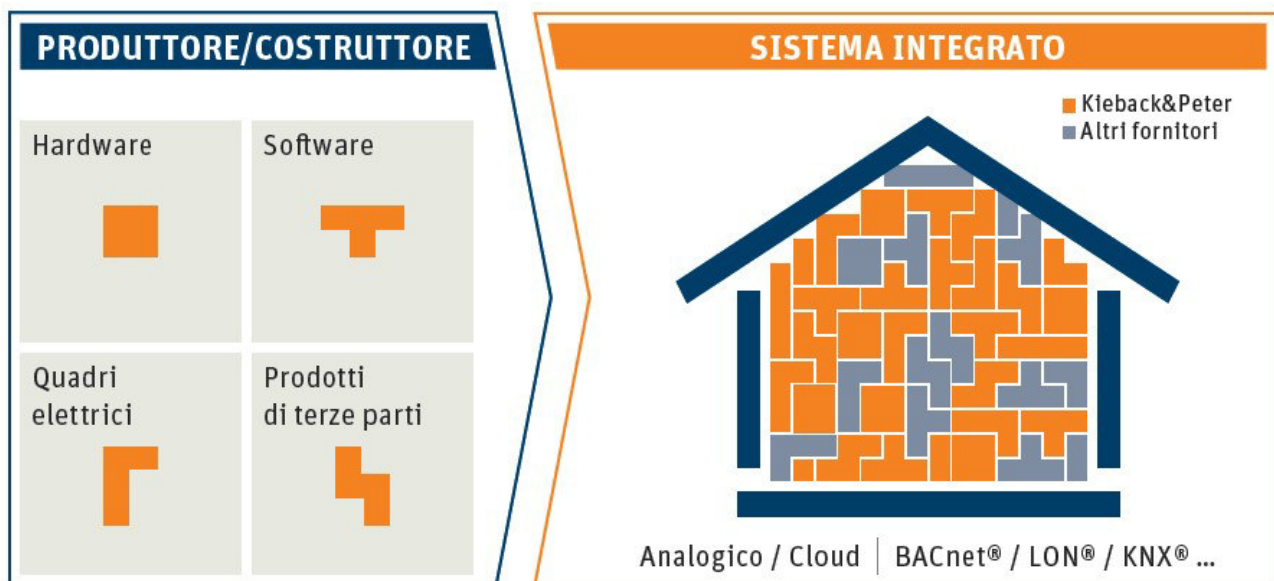 PRODUTTORE/COSTRUTTORE
Hardware
Software
Quadri
elettrici
Prodotti
di terze parti
SISTEMA INTEGRATO
Kieback&Peter
Altri fornitori
Analogico / Cloud | BACnet® / LON® / KNX® ...